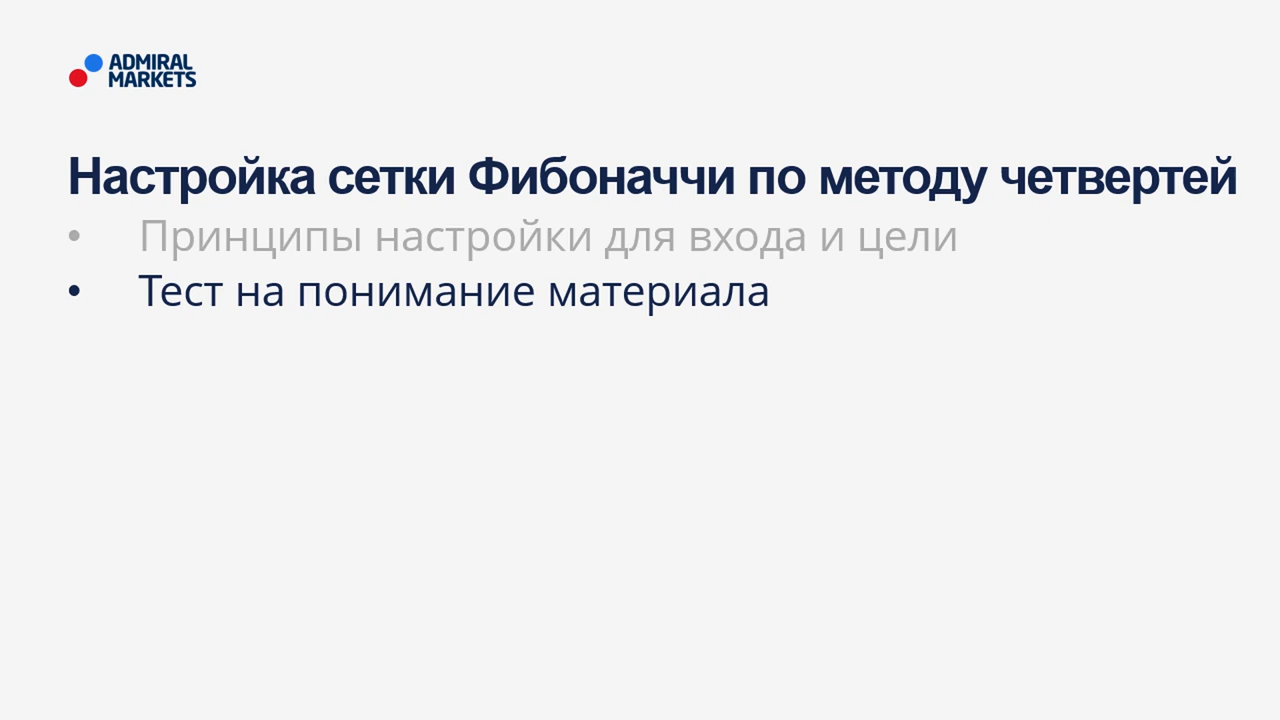 ADMIRAL
MARKETS
Настройка сетки Фибоначчи по методу четвертей
• Принципы настройки для входа и цели
• Тест на понимание материала